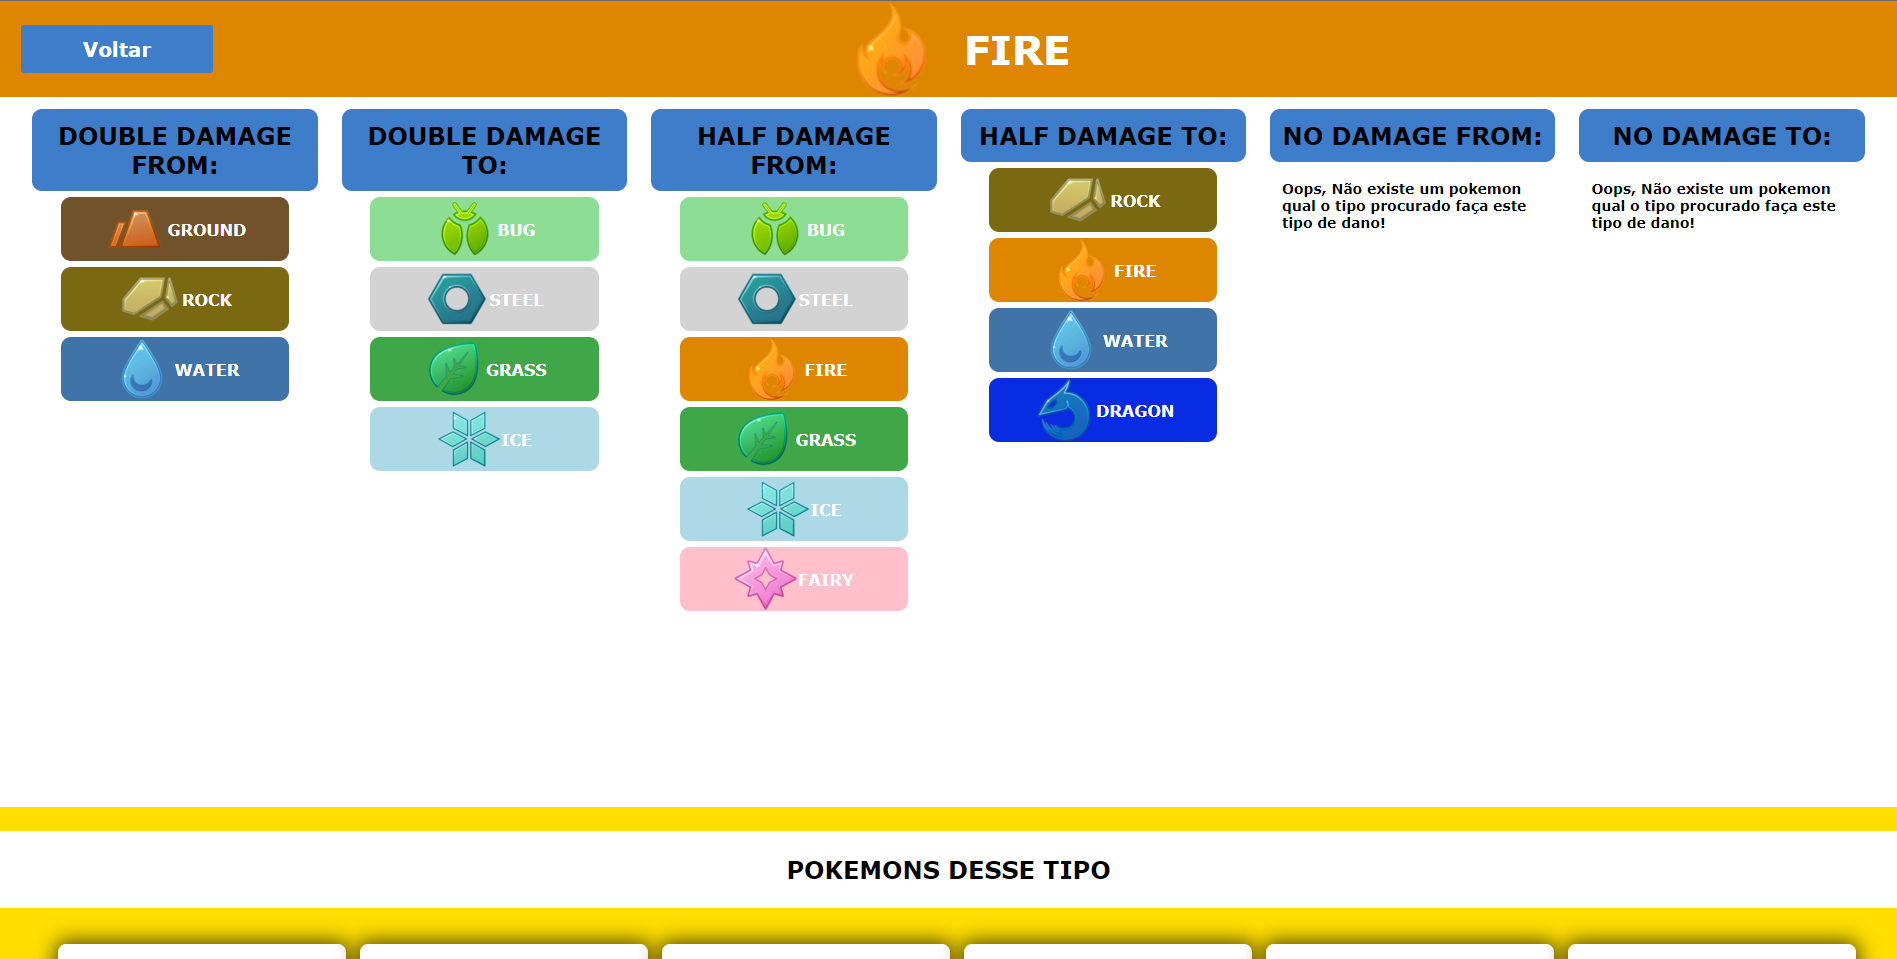 Voltar
FIRE
DOUBLE DAMAGE
FROM:
GROUND
ROCK
WATER
DOUBLE DAMAGE
TO:
BUG
STEEL
GRASS
ICE
HALF DAMAGE
FROM:
BUG
STEEL
FIRE
GRASS
ICE
FAIRY
HALF DAMAGE TO:
ROCK
FIRE
WATER
DRAGON
NO DAMAGE FROM:
Oops, Não existe um pokemon
qual o tipo procurado faça este
tipo de dano!
NO DAMAGE TO:
Oops, Não existe um pokemon
qual o tipo procurado faça este
tipo de dano!
POKEMONS DESSE TIPO